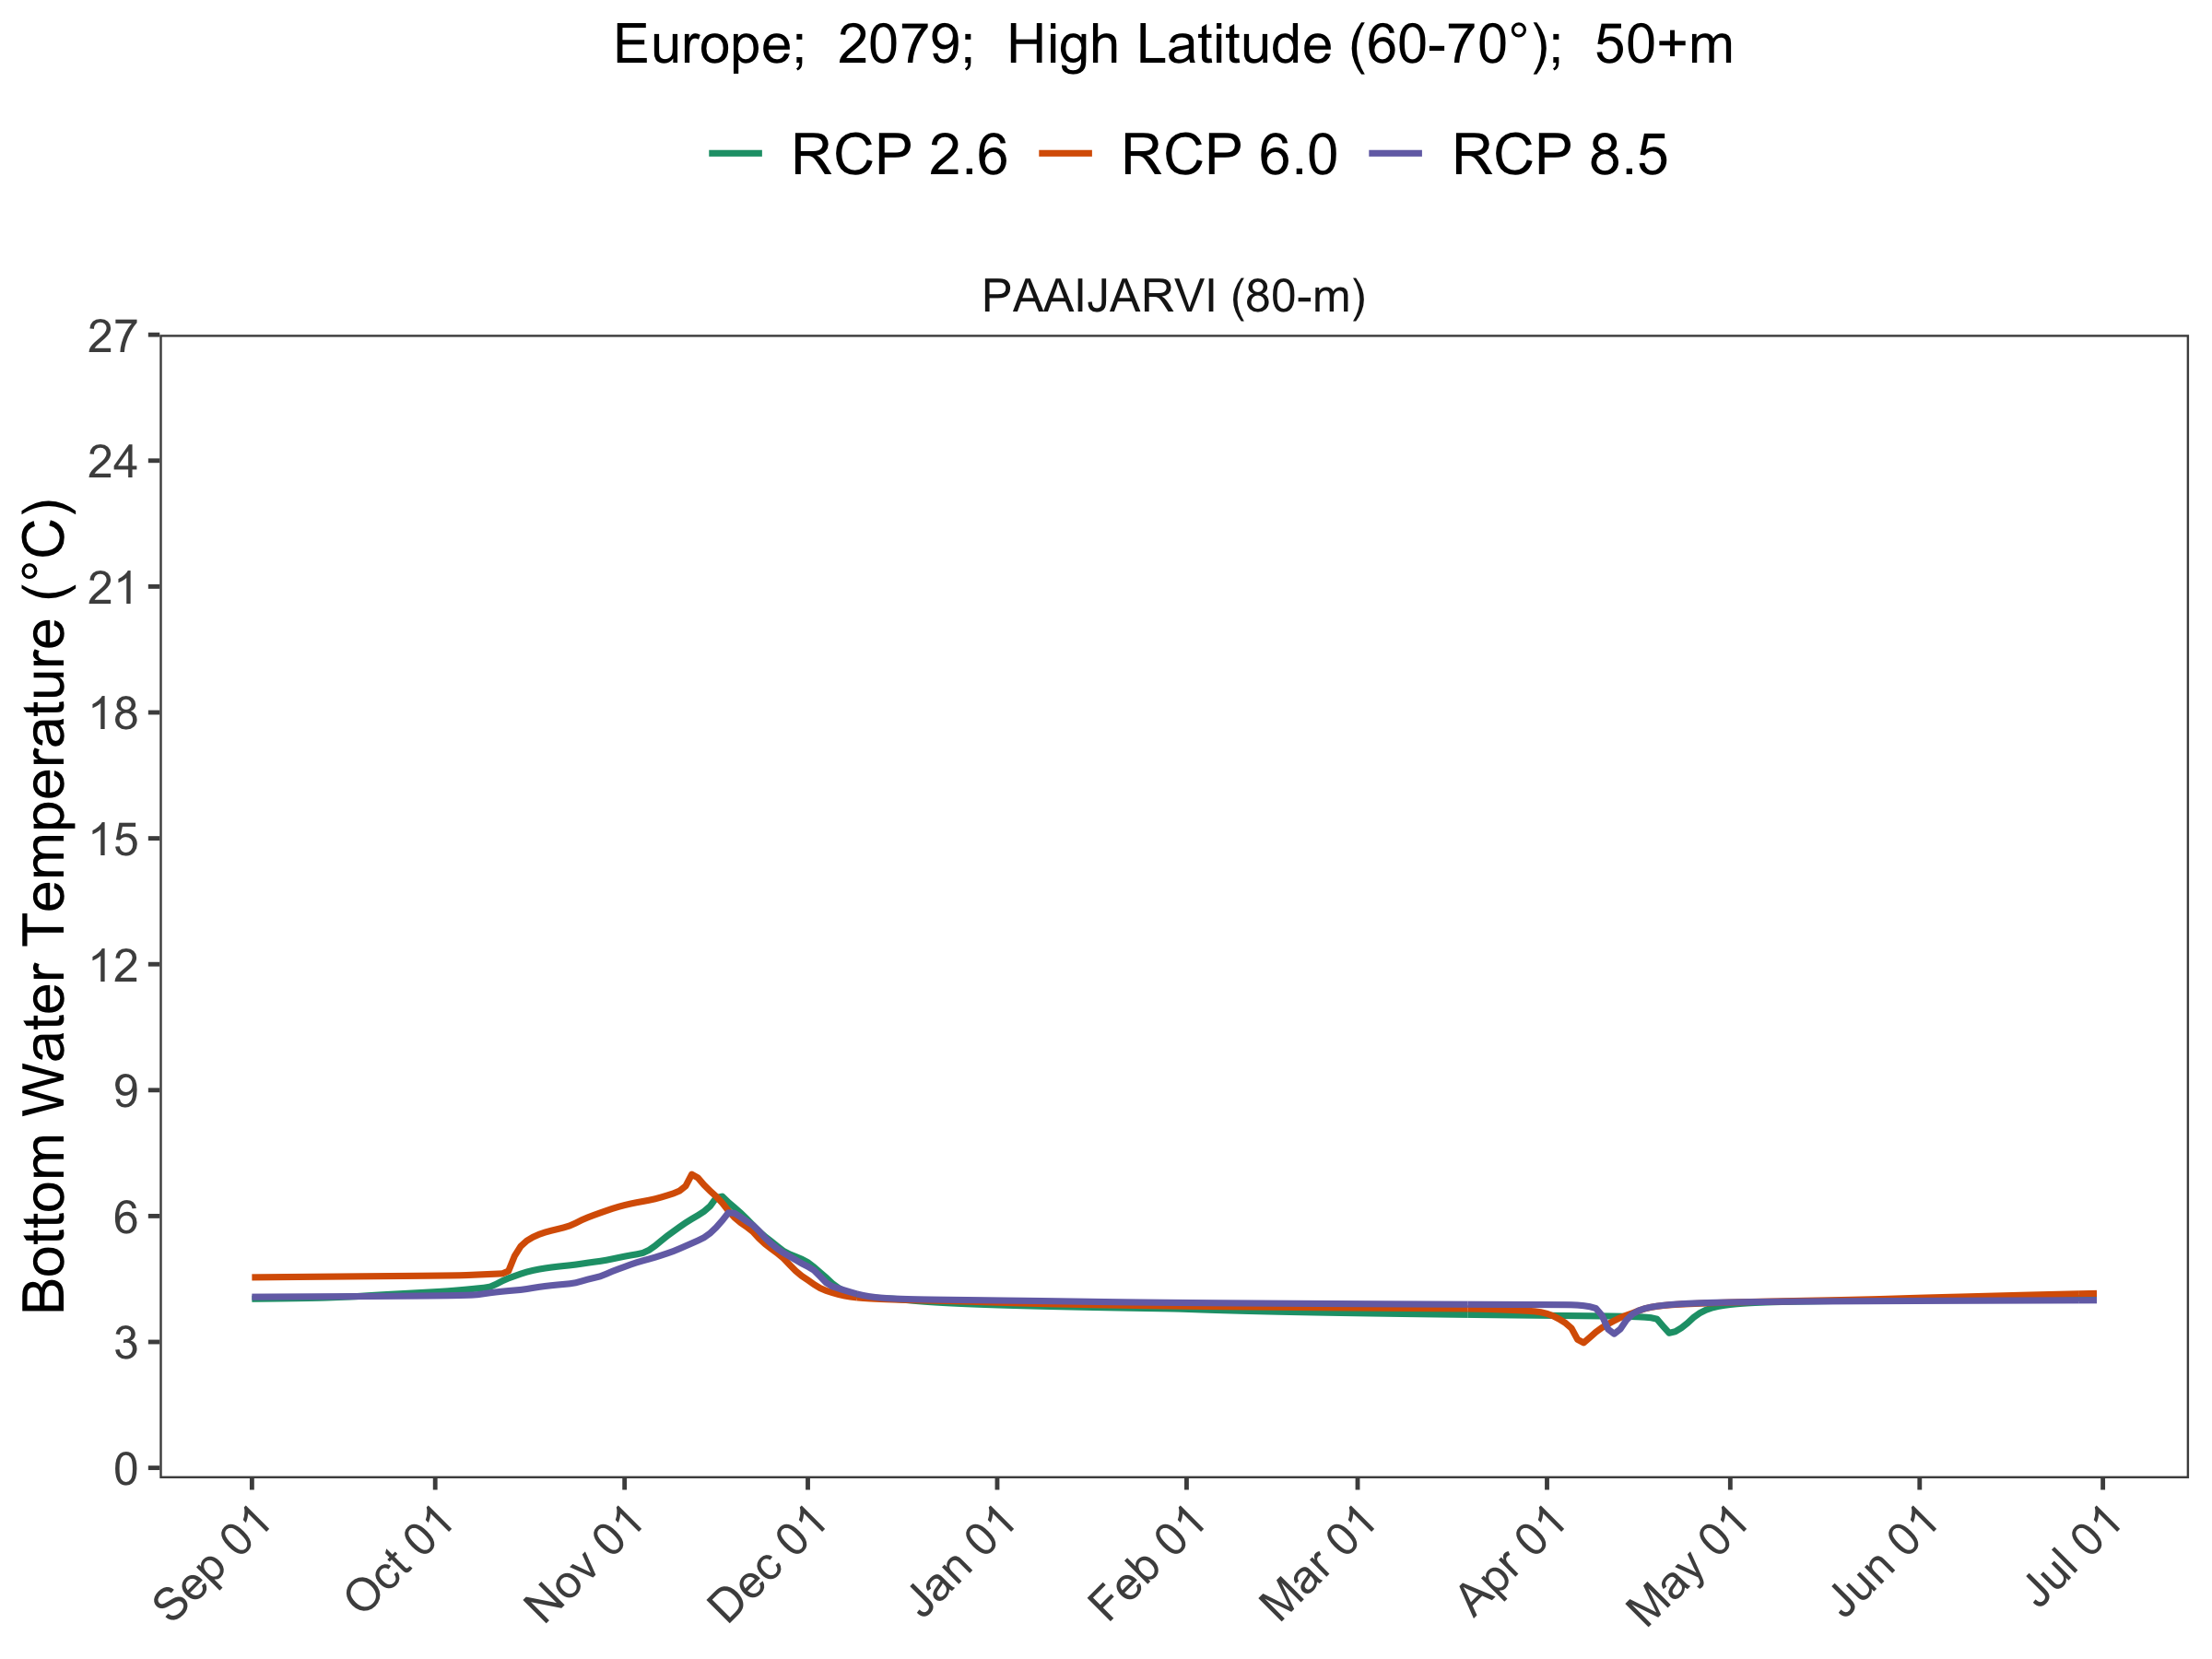 Europe;  2079;  High Latitude (60-70°);  50+m
RCP 2.6 RCP 6.0 RCP 8.5
PAAIJARVI (80-m)
Bottom Water Temperature (°C)
27
24
21
18
15
12
9
6
3
0
Sep 01 Oct 01 Nov 01 Dec 01 Jan 01 Feb 01 Mar 01 Apr 01 May 01 Jun 01 Jul 01